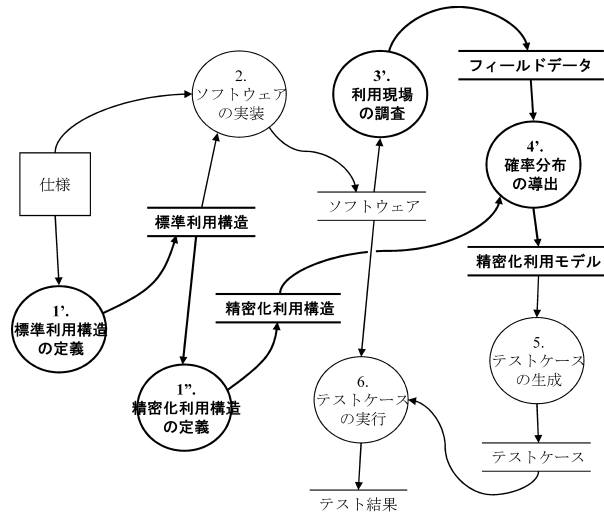 2.
ソフトウェア
の実装
3’.
利用現場
の調査
フィールドデータ
4’.
確率分布
の導出
仕様
標準利用構造
ソフトウェア
精密化利用モデル
1’.
標準利用構造
の定義
精密化利用構造
5.
テストケース
の生成
1”.
精密化利用構造
の定義
6.
テストケース
の実行
テストケース
テスト結果